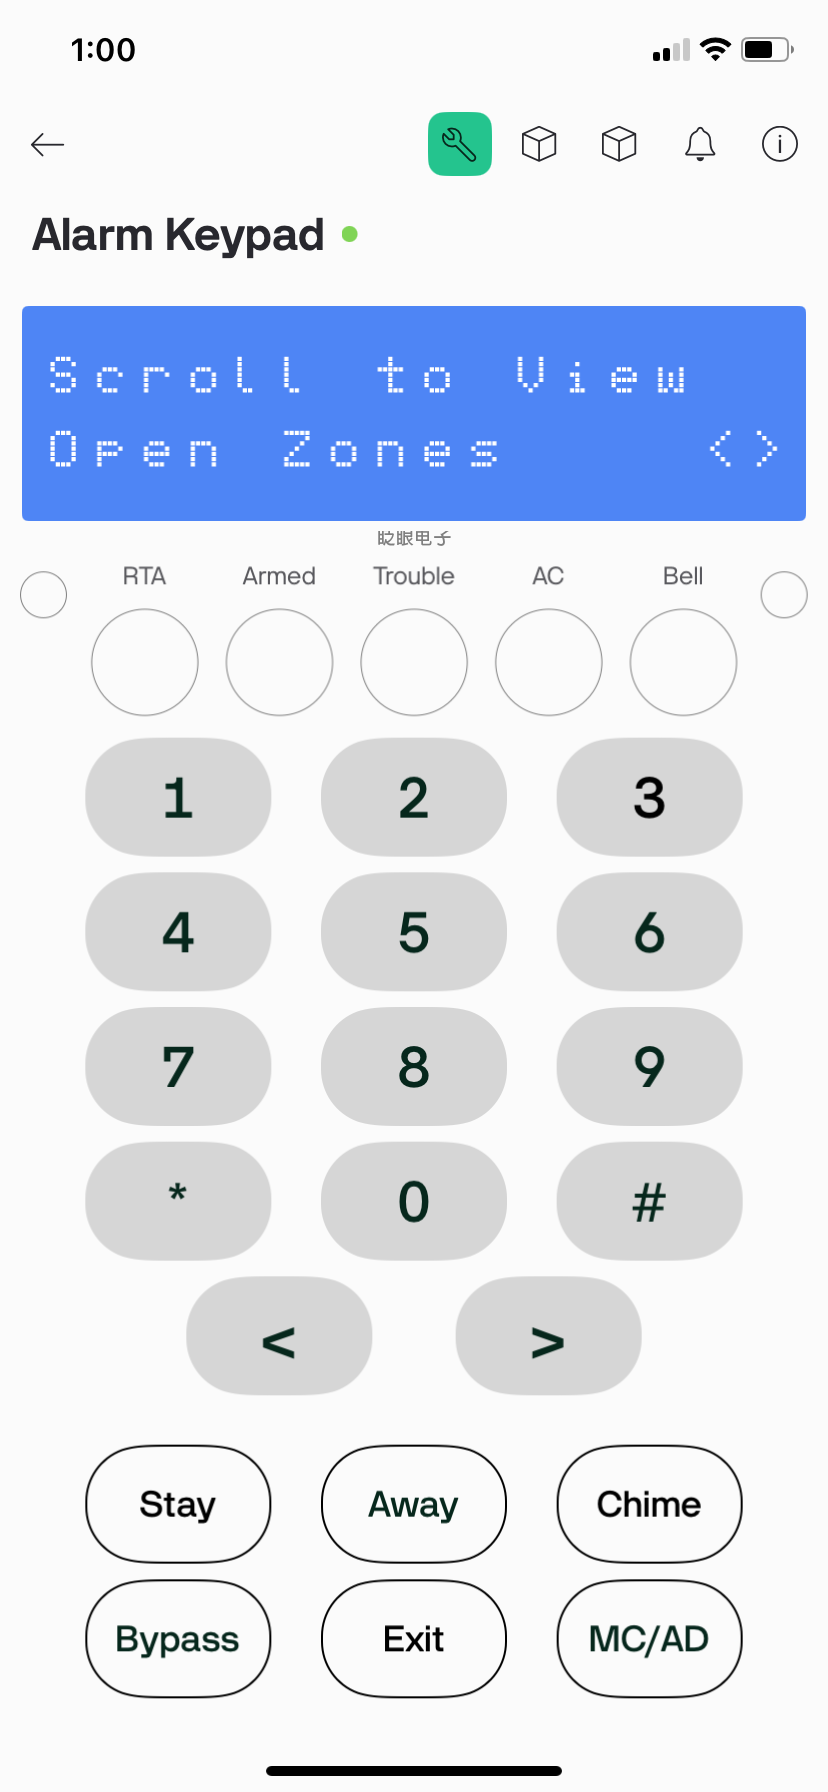 1:00
Alarm Keypad
Scroll to View
Open Zones <>
眨眼电子
RTA Armed Trouble AC Bell
1 2 3
4 5 6
7 8 9
* 0 #
< >
Stay Away Chime
Bypass Exit MC/AD